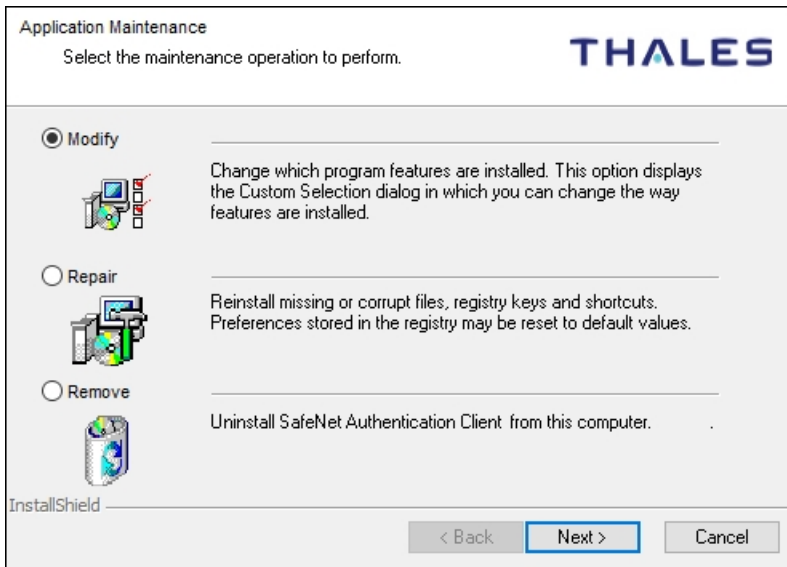 Application Maintenance
Select the maintenance operation to perform.
THALES
Modify
Change which program features are installed. This option displays
the Custom Selection dialog in which you can change the way
features are installed.
Repair
Reinstall missing or corrupt files, registry keys and shortcuts.
Preferences stored in the registry may be reset to default values.
Remove
Uninstall SafeNet Authentication Client from this computer. .
InstallShield
< Back
Next >
Cancel